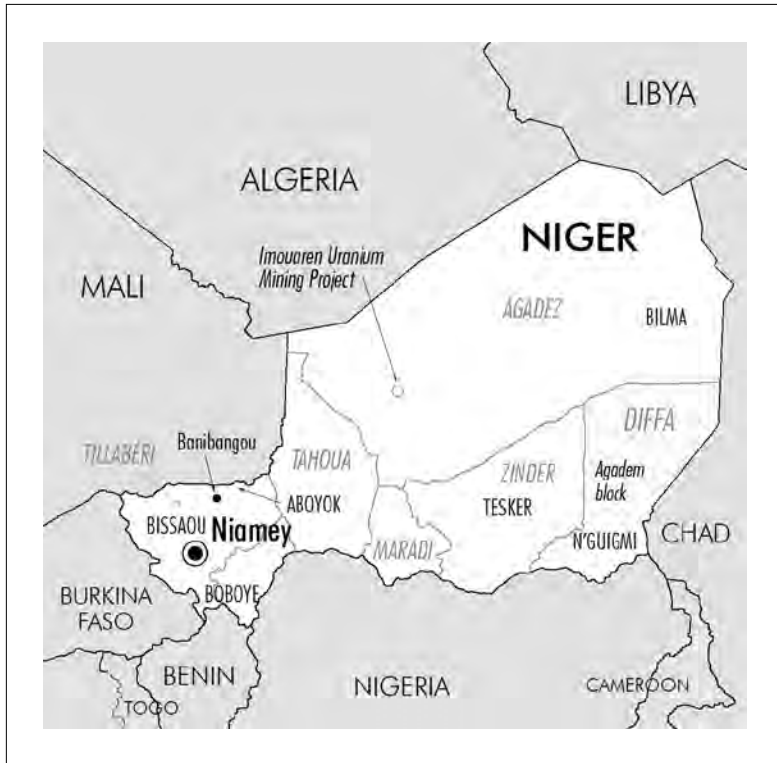 LIBYA
ALGERIA
NIGER
Imouaren Uranium
Mining Project
MALI
AGADEZ
BILMA
DIFFA
Banibangou
TILLABÉRI
TAHOUA
ZINDER
Agadem
block
ABOYOK
TESKER
BISSAOU
Niamey
MARADI
N'GUIGMI
CHAD
BOBOYE
BURKINA
FASO
BENIN
NIGERIA
CAMEROON
TOGO